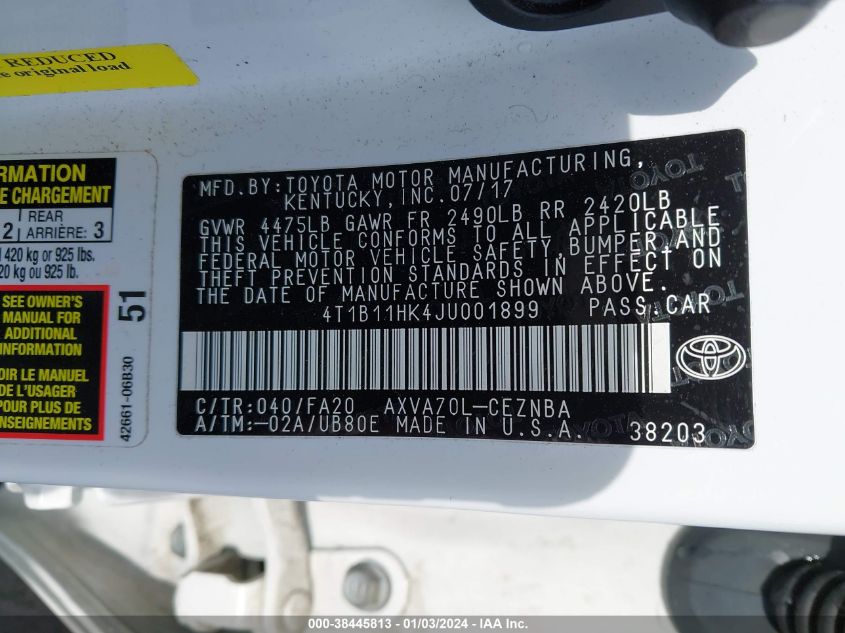 REDUCED
e original load
RMATION
E CHARGEMENT
2 REAR
ARRIÈRE: 3
420 kg or 925 lbs.
20 kg ou 925 lb.
SEE OWNER'S
MANUAL FOR
ADDITIONAL
INFORMATION
VOIR LE MANUEL
DE L'USAGER
POUR PLUS DE
RENSEIGNEMENTS
51
42661-06B30
MFD.BY:TOYOTA MOTOR MANUFACTURING,
KENTUCKY, INC.07/17
GVWR 4475LB GAWR FR 2490LB RR 2420LB
THIS VEHICLE CONFORMS TO ALL APPLICABLE
FEDERAL MOTOR VEHICLE SAFETY,BUMPER,AND
THEFT PREVENTION STANDARDS IN EFFECT ON
THE DATE OF MANUFACTURE SHOWN ABOVE.
4T1B11HK4JU001899 PASS.CAR
C/TR:040/FA20 AXVA70L-CEZNBA
A/TM:-02A/UB80E MADE IN U.S.A. 38203
000-38445813 - 01/03/2024 - IAA Inc.